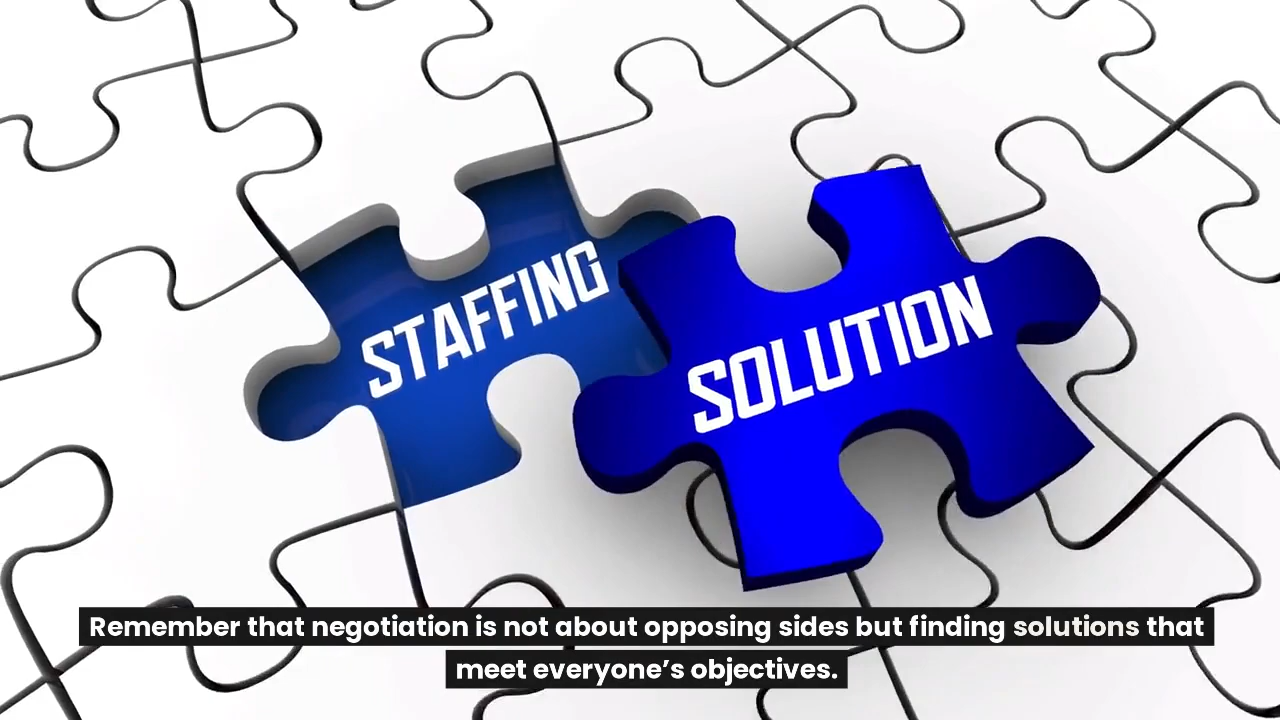 STAFFING
SOLUTION
Remember that negotiation is not about opposing sides but finding solutions that
meet everyone’s objectives.